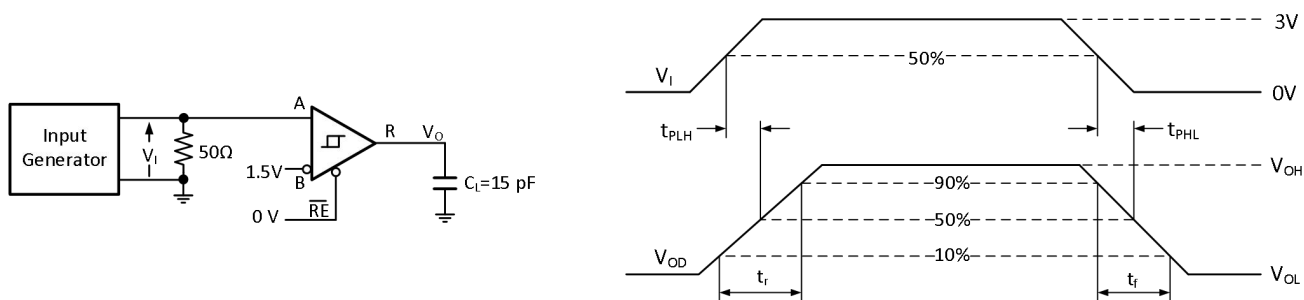 Input
Generator
V_I
50Ω
A
1.5V
B
0 V
RE
R
V_O
C_L=15 pF
V_I
50%
3V
0V
t_PLH
t_PHL
V_OD
90%
50%
10%
V_OH
V_OL
t_r
t_f